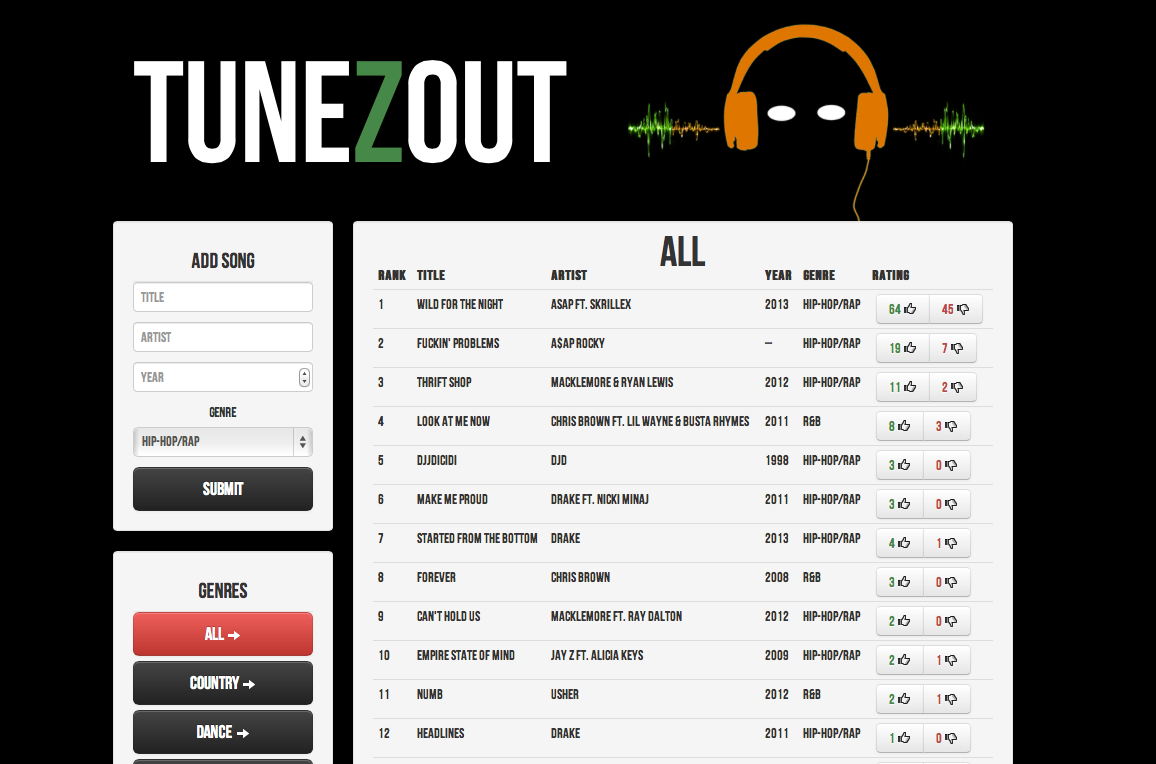 TUNEZOUT
ADD SONG
TITLE
ARTIST
YEAR
GENRE
HIP-HOP/RAP
SUBMIT
GENRES
ALL
COUNTRY
DANCE
ALL
RANK TITLE ARTIST YEAR GENRE RATING
1 WILD FOR THE NIGHT ASAP FT. SKRILLEX 2013 HIP-HOP/RAP 64 45
2 FUCKIN' PROBLEMS A$AP ROCKY — HIP-HOP/RAP 19 7
3 THRIFT SHOP MACKLEMORE & RYAN LEWIS 2012 HIP-HOP/RAP 11 2
4 LOOK AT ME NOW CHRIS BROWN FT. LIL WAYNE & BUSTA RHYMES 2011 R&B 8 3
5 DJJDICIDI DJD 1998 HIP-HOP/RAP 3 0
6 MAKE ME PROUD DRAKE FT. NICKI MINAJ 2011 HIP-HOP/RAP 3 0
7 STARTED FROM THE BOTTOM DRAKE 2013 HIP-HOP/RAP 4 1
8 FOREVER CHRIS BROWN 2008 R&B 3 0
9 CAN'T HOLD US MACKLEMORE FT. RAY DALTON 2012 HIP-HOP/RAP 2 0
10 EMPIRE STATE OF MIND JAY Z FT. ALICIA KEYS 2009 HIP-HOP/RAP 2 1
11 NUMB USHER 2012 R&B 2 1
12 HEADLINES DRAKE 2011 HIP-HOP/RAP 1 0